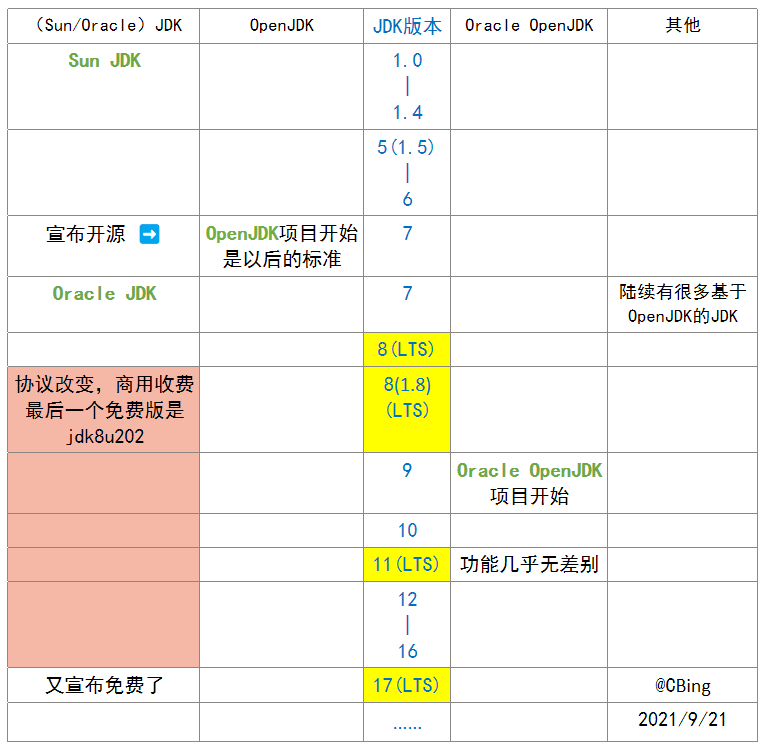 （Sun/Oracle）JDK OpenJDK JDK版本 Oracle OpenJDK 其他
Sun JDK 1.0
|
1.4
5(1.5)
|
6
宣布开源 ➡ OpenJDK项目开始 7
是以后的标准
Oracle JDK 7 陆续有很多基于
OpenJDK的JDK
8(LTS)
协议改变，商用收费 8(1.8)
最后一个免费版是 (LTS)
jdk8u202
9 Oracle OpenJDK
项目开始
10
11(LTS) 功能几乎无差别
12
|
16
又宣布免费了 17(LTS) @CBing
…… 2021/9/21